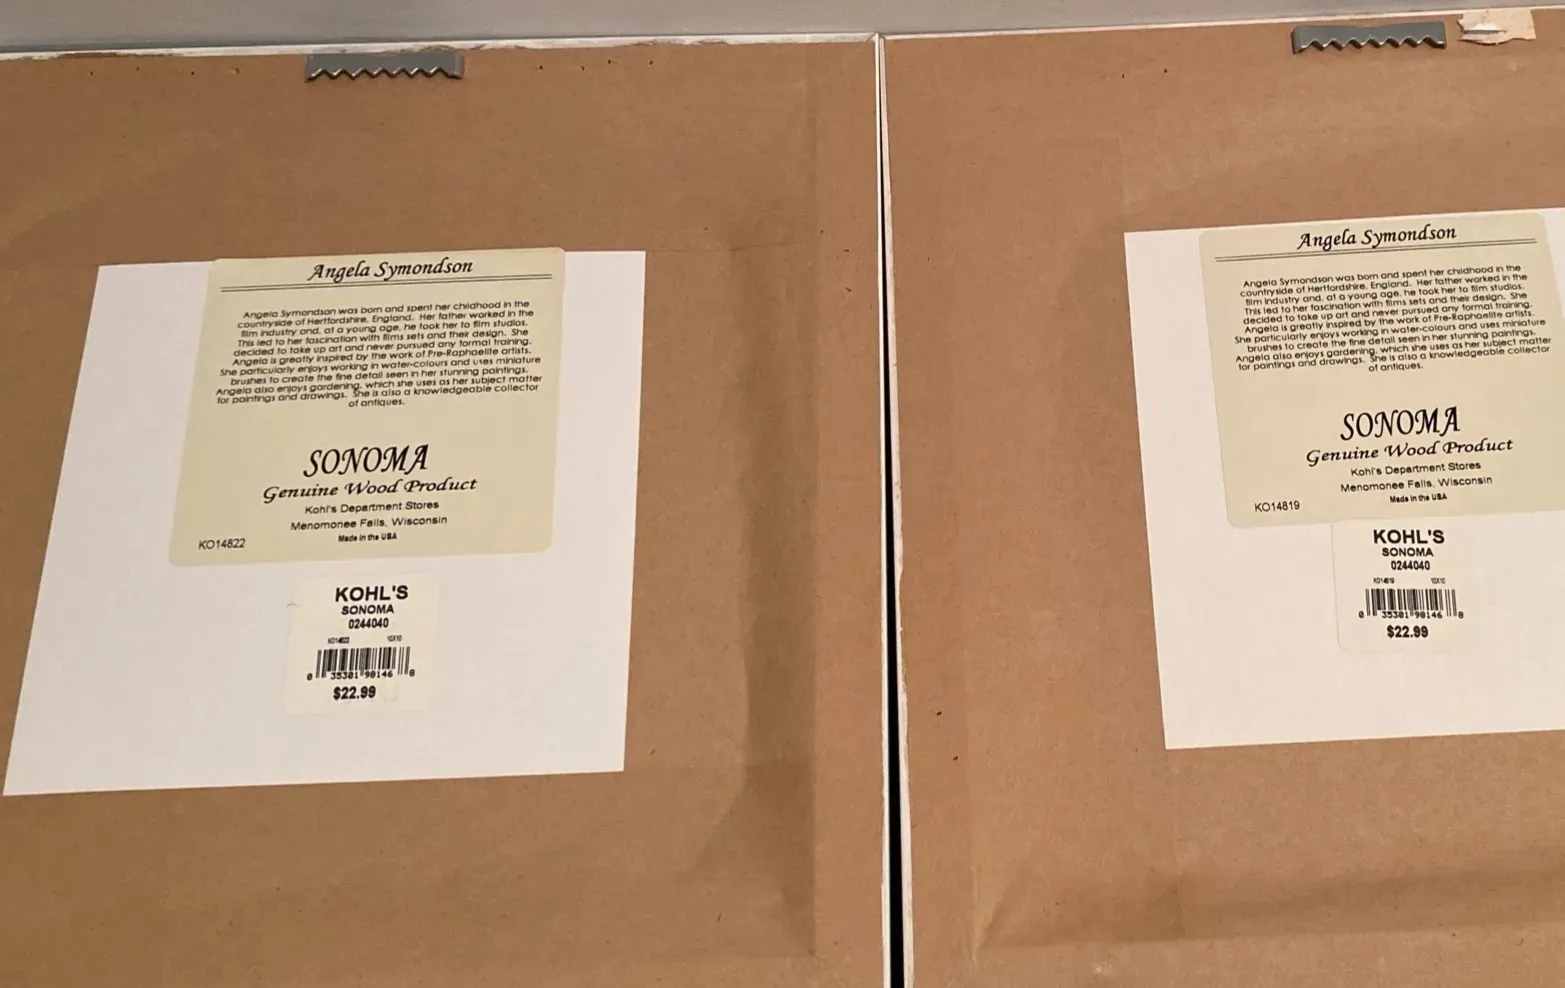 Angela Symondson
Angela Symondson was born and spent her childhood in the
countryside of Hertfordshire, England. Her father worked in the
film industry and, at a young age, he took her to film studios.
This led to her fascination with films sets and their design. She
decided to take up art and never pursued any formal training.
Angela is greatly inspired by the work of Pre-Raphaelite artists.
She particularly enjoys working in water-colours and uses miniature
brushes to create the fine detail seen in her stunning paintings.
Angela also enjoys gardening, which she uses as her subject matter
for paintings and drawings. She is also a knowledgeable collector
of antiques.
SONOMA
Genuine Wood Product
Kohl's Department Stores
Menomonee Falls, Wisconsin
Made in the USA
KO14822
KOHL'S
SONOMA
0244040
KO14822 10X10
0 35301 98146 8
$22.99
Angela Symondson
Angela Symondson was born and spent her childhood in the
countryside of Hertfordshire, England. Her father worked in the
film industry and, at a young age, he took her to film studios.
This led to her fascination with films sets and their design. She
decided to take up art and never pursued any formal training.
Angela is greatly inspired by the work of Pre-Raphaelite artists.
She particularly enjoys working in water-colours and uses miniature
brushes to create the fine detail seen in her stunning paintings.
Angela also enjoys gardening, which she uses as her subject matter
for paintings and drawings. She is also a knowledgeable collector
of antiques.
SONOMA
Genuine Wood Product
Kohl's Department Stores
Menomonee Falls, Wisconsin
Made in the USA
KO14819
KOHL'S
SONOMA
0244040
KO14819 10X10
0 35301 98146 8
$22.99